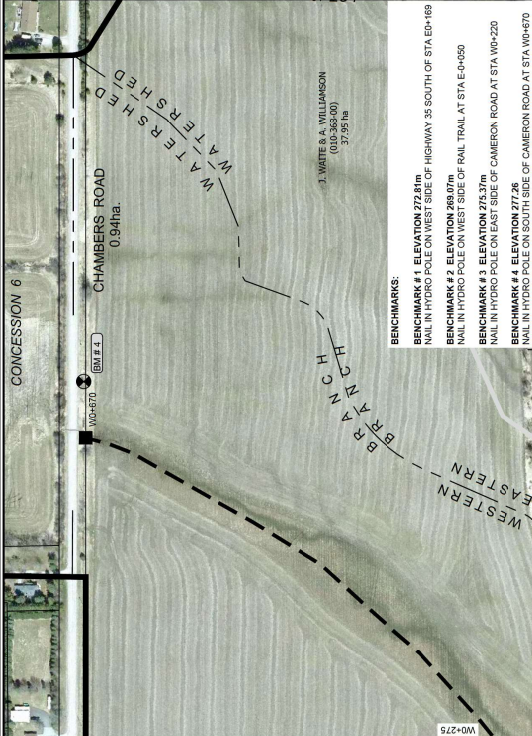 CONCESSION 6
CHAMBERS ROAD
0.94ha.
BM # 4
W0+670
WATERSHED
WATERSHED
J. WAITE & A. WILLIAMSON
(010-363-00)
37.95 ha
BRANCH
BRANCH
WESTERN
EASTERN
W0+275
BENCHMARKS:
BENCHMARK # 1 ELEVATION 272.81m
NAIL IN HYDRO POLE ON WEST SIDE OF HIGHWAY 35 SOUTH OF STA E0+169
BENCHMARK # 2 ELEVATION 269.07m
NAIL IN HYDRO POLE ON WEST SIDE OF RAIL TRAIL AT STA E-0+050
BENCHMARK # 3 ELEVATION 275.37m
NAIL IN HYDRO POLE ON EAST SIDE OF CAMERON ROAD AT STA W0+220
BENCHMARK # 4 ELEVATION 277.26
NAIL IN HYDRO POLE ON SOUTH SIDE OF CAMERON ROAD AT STA W0+670